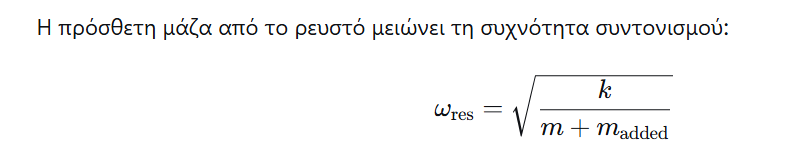 Η πρόσθετη μάζα από το ρευστό μειώνει τη συχνότητα συντονισμού:
ω_res = √(k / (m + m_added))